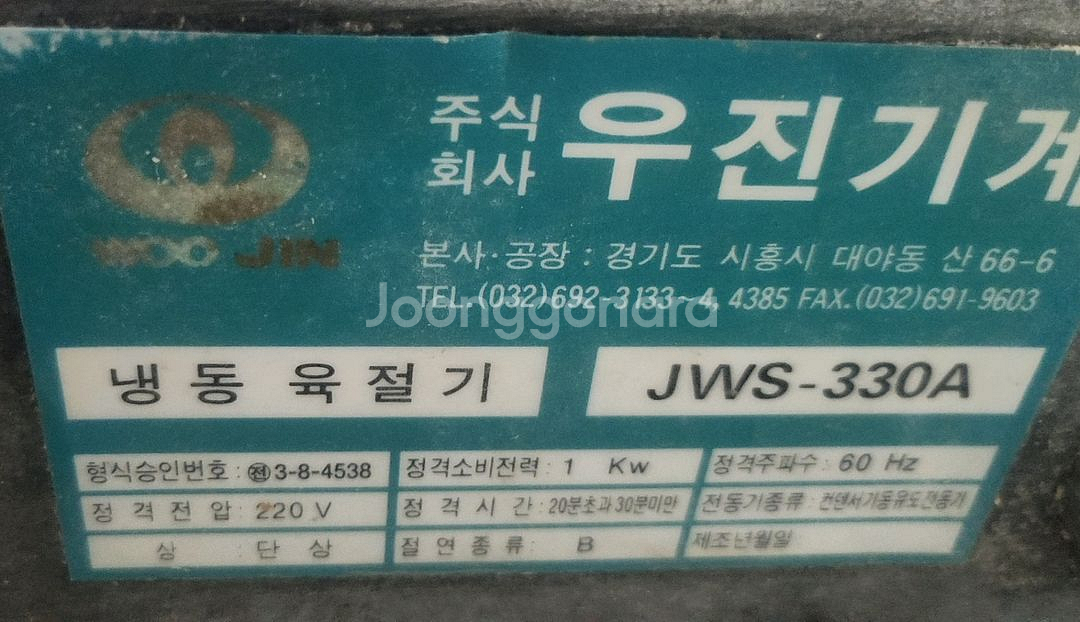 WOO JIN
주식
회사
우진기계
본사·공장 : 경기도 시흥시 대야동 산 66-6
TEL.(032)692-3133~4, 4385 FAX.(032)691-9603
Joonggonara
냉동 육절기
JWS-330A
형식승인번호 : 전 3-8-4538
정격소비전력 : 1 Kw
정격주파수 : 60 Hz
정격전압 : 220 V
정격시간 : 20분초과30분미만
전동기종류 : 컨덴서기동유도전동기
상 : 단상
절연종류 : B
제조년월일